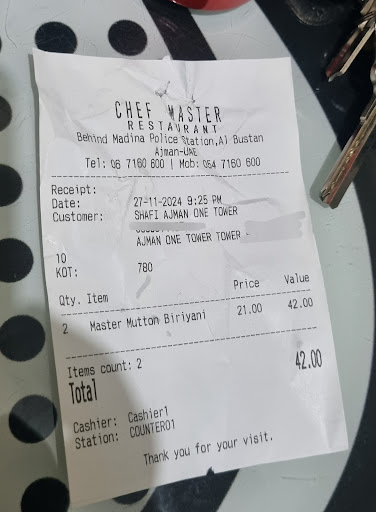 CHEF MASTER
RESTAURANT
Behind Madina Police Station,Al Bustan
Ajman-UAE
Tel: 06 7160 600 | Mob: 054 7160 600
Receipt:
Date: 27-11-2024 9:25 PM
Customer: SHAFI AJMAN ONE TOWER
AJMAN ONE TOWER TOWER
10
KOT: 780
Qty. Item Price Value
2 Master Mutton Biriyani 21.00 42.00
Items count: 2
Total 42.00
Cashier: Cashier1
Station: COUNTER01
Thank you for your visit.